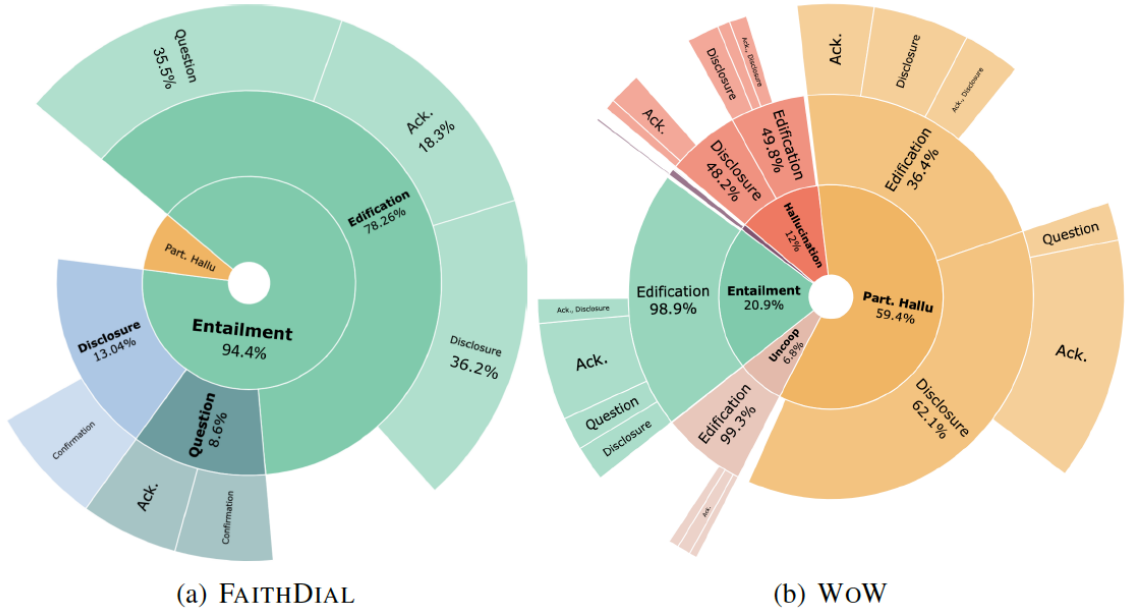 Question
35.5%
Ack.
18.3%
Edification
78.26%
Disclosure
36.2%
Part. Hallu
Entailment
94.4%
Disclosure
13.04%
Question
8.6%
Confirmation
Ack.
Confirmation
(a) FAITHDIAL
Ack.
Disclosure
Ack., Disclosure
Edification
36.4%
Disclosure
Ack., Disclosure
Edification
49.8%
Ack.
Disclosure
48.2%
Hallucination
12%
Part. Hallu
59.4%
Question
Ack.
Disclosure
62.1%
Entailment
20.9%
Edification
98.9%
Ack., Disclosure
Ack.
Question
Disclosure
Uncoop
6.8%
Edification
99.3%
Ack.
(b) WOW